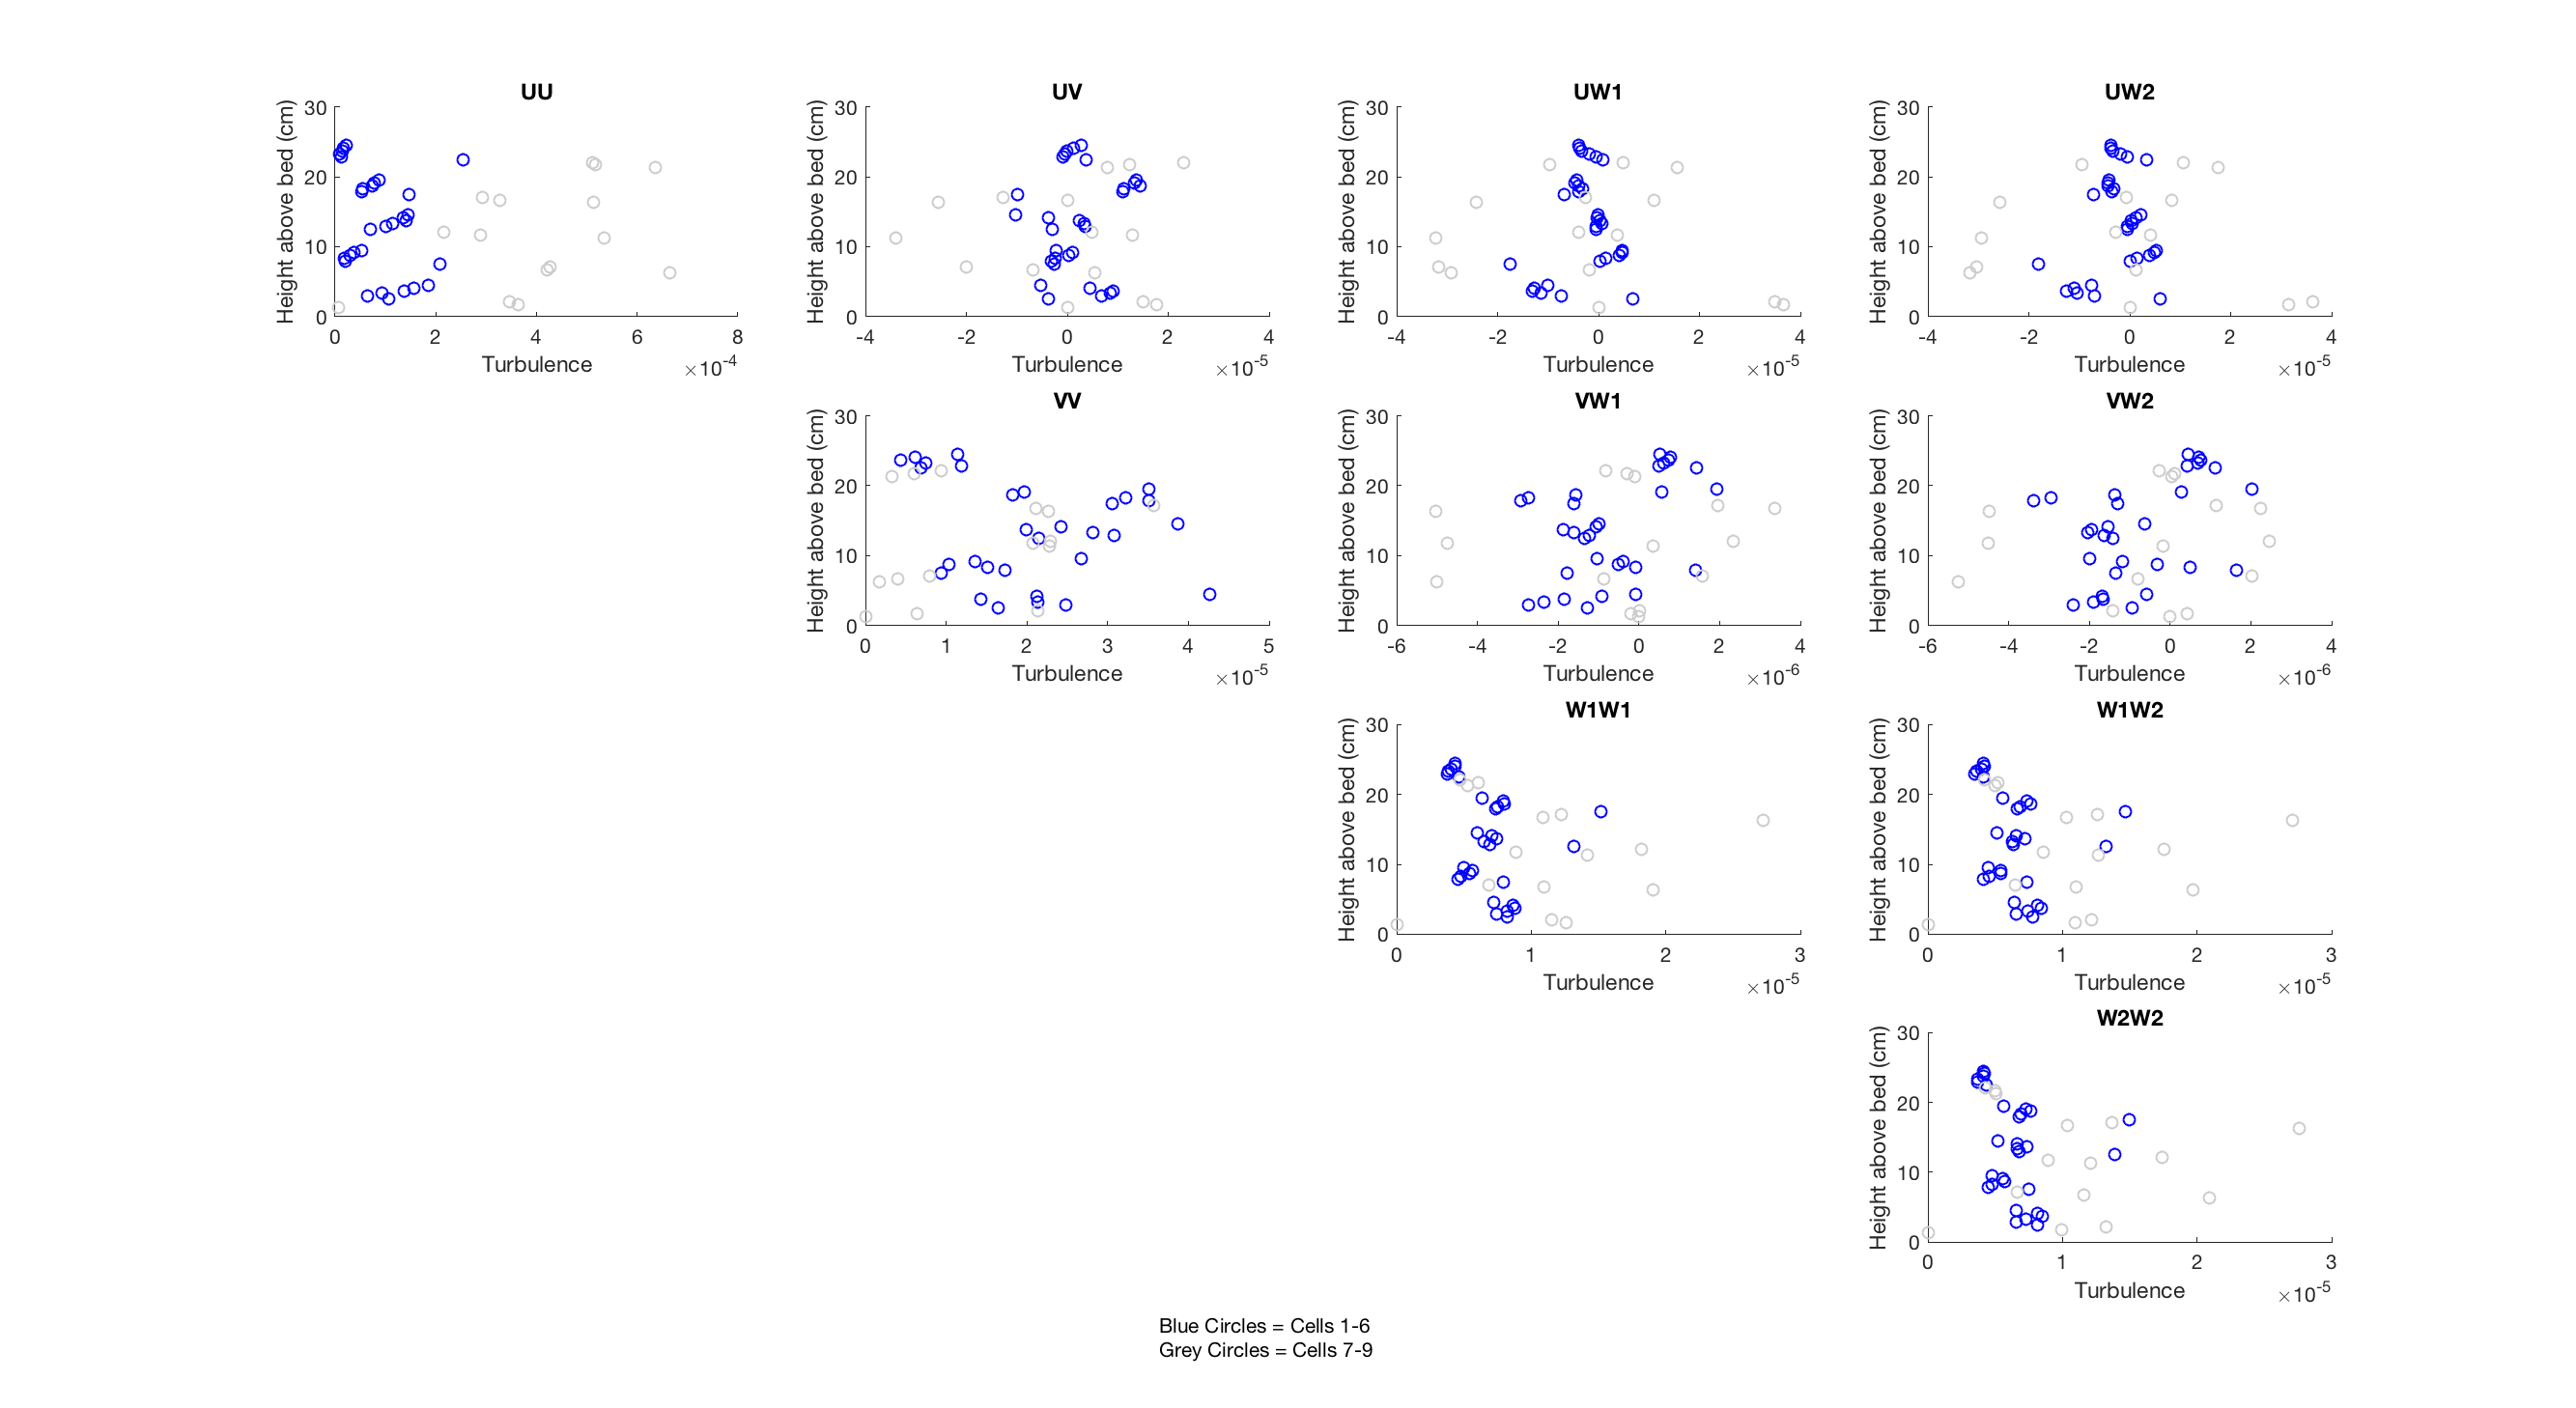 UU
Height above bed (cm)
30
20
10
0
0 2 4 6 8
Turbulence
×10-4
UV
Height above bed (cm)
30
20
10
0
-4 -2 0 2 4
Turbulence
×10-5
UW1
Height above bed (cm)
30
20
10
0
-4 -2 0 2 4
Turbulence
×10-5
UW2
Height above bed (cm)
30
20
10
0
-4 -2 0 2 4
Turbulence
×10-5
VV
Height above bed (cm)
30
20
10
0
0 1 2 3 4 5
Turbulence
×10-5
VW1
Height above bed (cm)
30
20
10
0
-6 -4 -2 0 2 4
Turbulence
×10-6
VW2
Height above bed (cm)
30
20
10
0
-6 -4 -2 0 2 4
Turbulence
×10-6
W1W1
Height above bed (cm)
30
20
10
0
0 1 2 3
Turbulence
×10-5
W1W2
Height above bed (cm)
30
20
10
0
0 1 2 3
Turbulence
×10-5
W2W2
Height above bed (cm)
30
20
10
0
0 1 2 3
Turbulence
×10-5
Blue Circles = Cells 1-6
Grey Circles = Cells 7-9